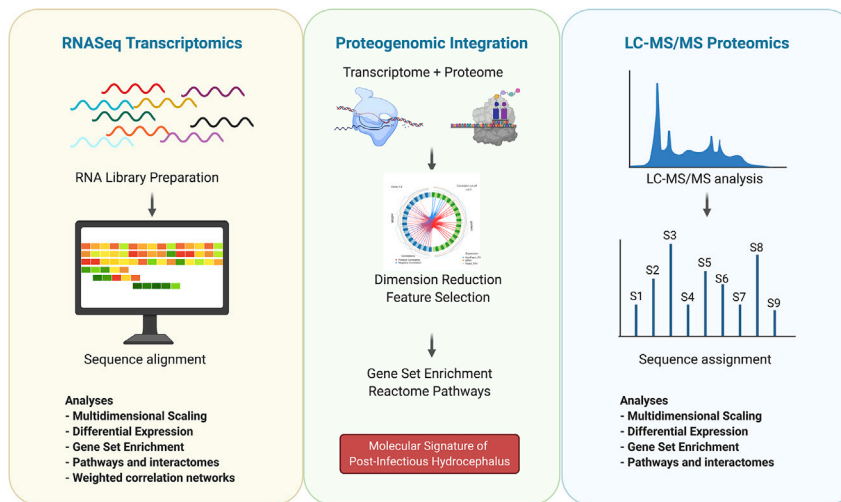 RNASeq Transcriptomics
RNA Library Preparation
Sequence alignment
Analyses
- Multidimensional Scaling
- Differential Expression
- Gene Set Enrichment
- Pathways and interactomes
- Weighted correlation networks
Proteogenomic Integration
Transcriptome + Proteome
Dimension Reduction
Feature Selection
Gene Set Enrichment
Reactome Pathways
Molecular Signature of
Post-Infectious Hydrocephalus
LC-MS/MS Proteomics
LC-MS/MS analysis
S1 S2 S3 S4 S5 S6 S7 S8 S9
Sequence assignment
Analyses
- Multidimensional Scaling
- Differential Expression
- Gene Set Enrichment
- Pathways and interactomes